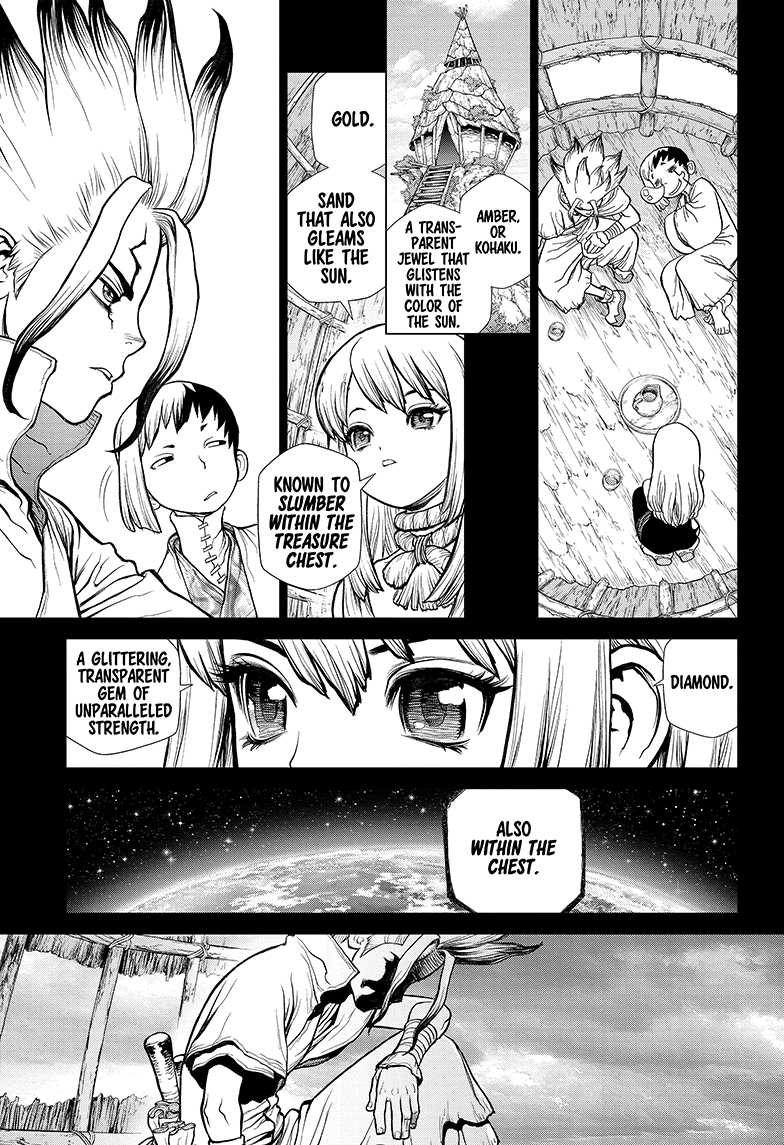 AMBER,
OR
KOHAKU.
A TRANS-
PARENT
JEWEL THAT
GLISTENS
WITH THE
COLOR OF
THE SUN.
GOLD.
SAND
THAT ALSO
GLEAMS
LIKE THE
SUN.
KNOWN TO
SLUMBER
WITHIN THE
TREASURE
CHEST.
DIAMOND.
A GLITTERING,
TRANSPARENT
GEM OF
UNPARALLELED
STRENGTH.
ALSO
WITHIN THE
CHEST.